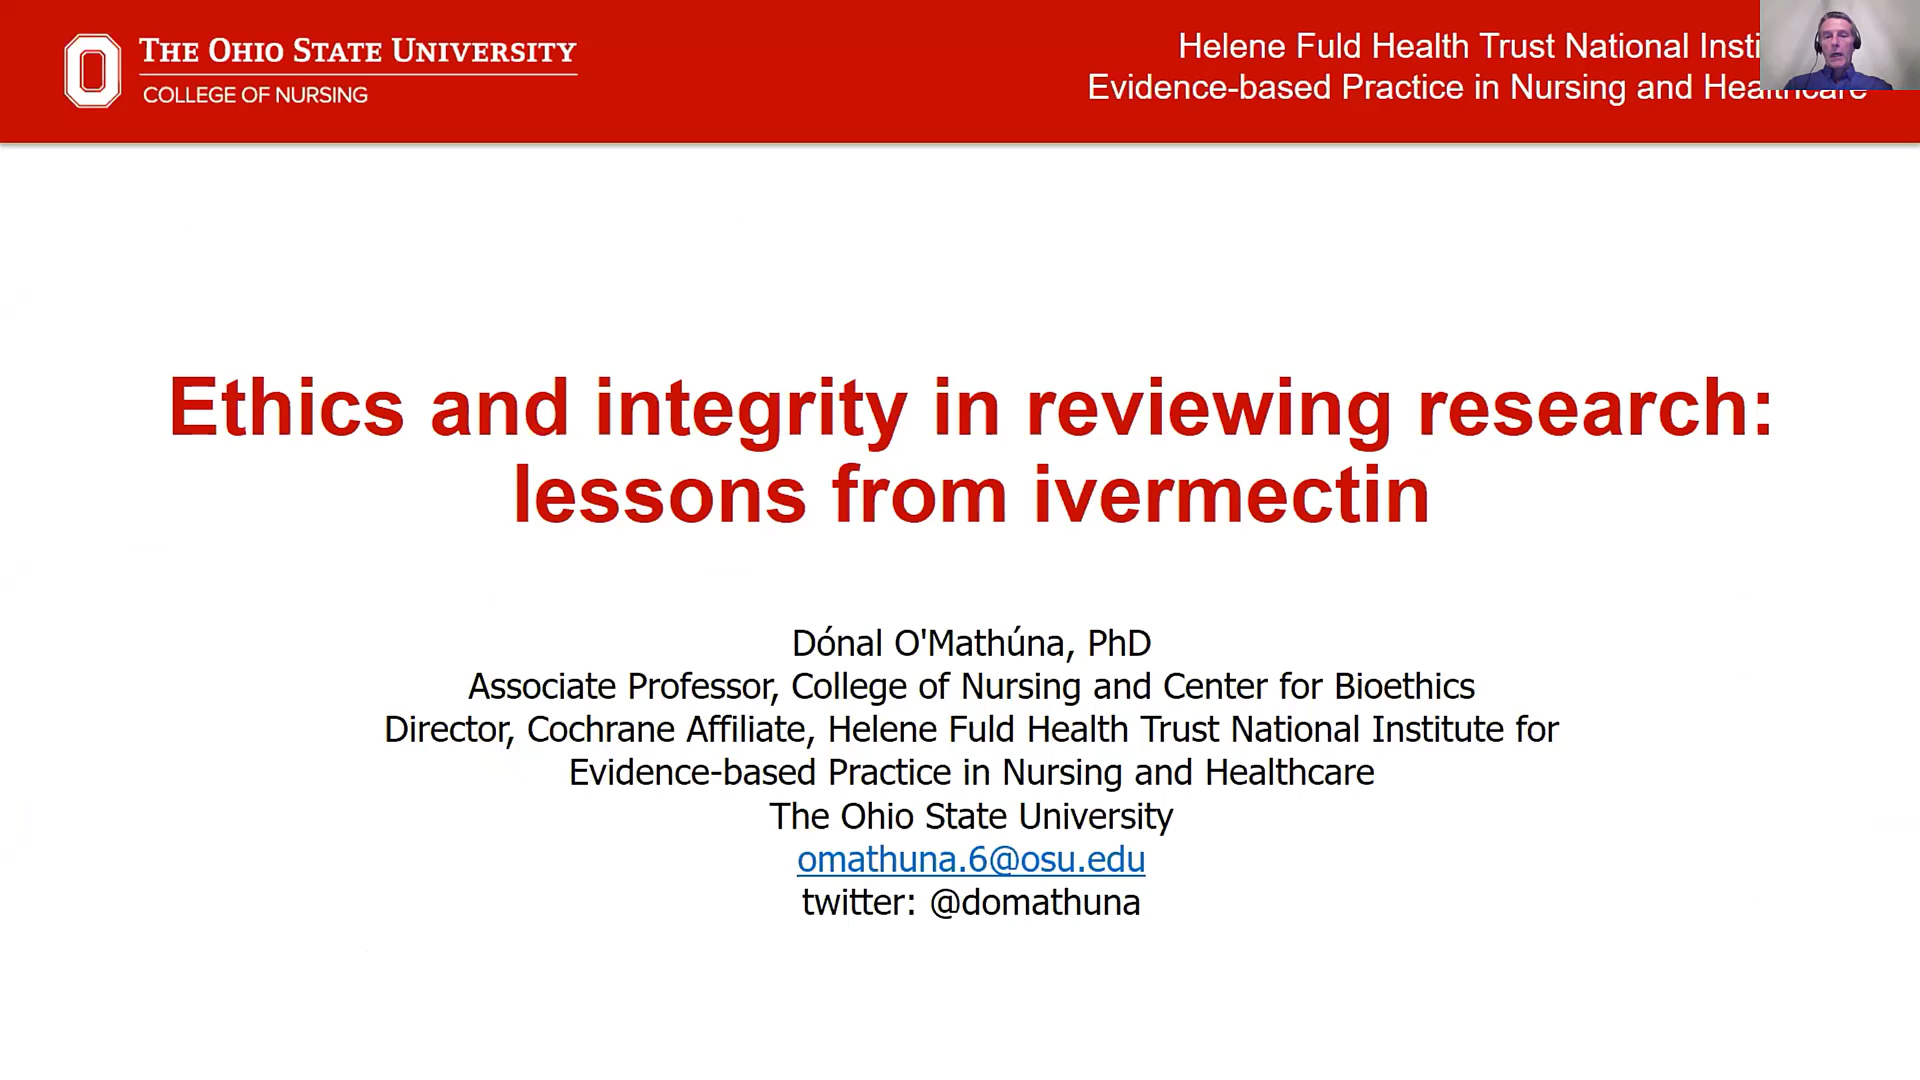 THE OHIO STATE UNIVERSITY
COLLEGE OF NURSING
Helene Fuld Health Trust National
Evidence-based Practice in Nursing and Healthcare
Ethics and integrity in reviewing research:
lessons from ivermectin
Dónal O'Mathúna, PhD
Associate Professor, College of Nursing and Center for Bioethics
Director, Cochrane Affiliate, Helene Fuld Health Trust National Institute for
Evidence-based Practice in Nursing and Healthcare
The Ohio State University
omathuna.6@osu.edu
twitter: @domathuna